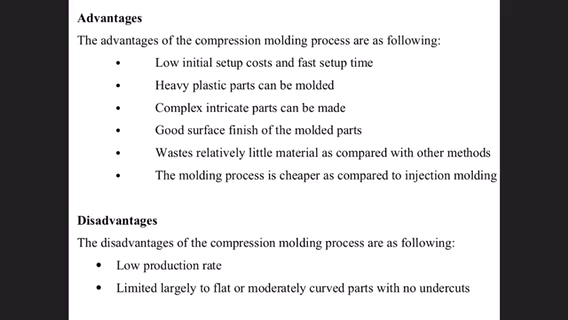 Advantages
The advantages of the compression molding process are as following:
• Low initial setup costs and fast setup time
• Heavy plastic parts can be molded
• Complex intricate parts can be made
• Good surface finish of the molded parts
• Wastes relatively little material as compared with other methods
• The molding process is cheaper as compared to injection molding
Disadvantages
The disadvantages of the compression molding process are as following:
• Low production rate
• Limited largely to flat or moderately curved parts with no undercuts